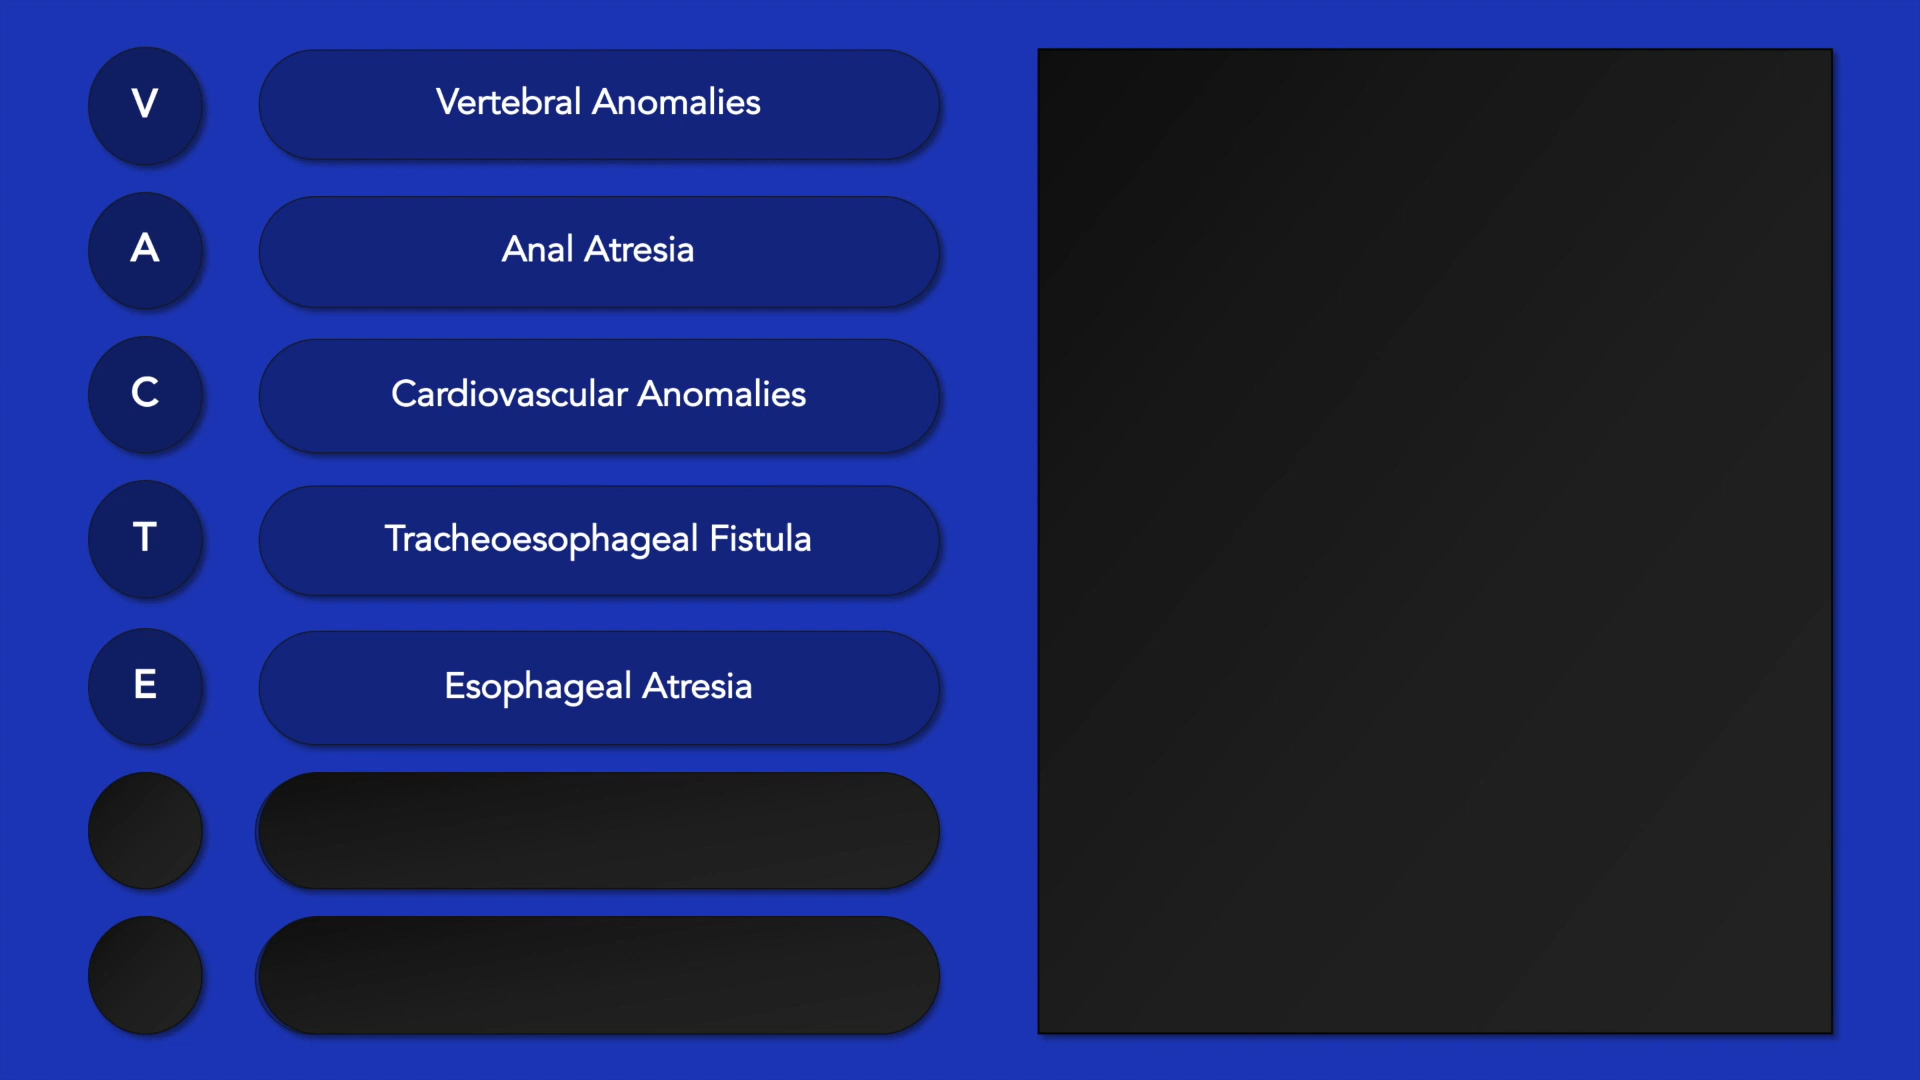 V Vertebral Anomalies
A Anal Atresia
C Cardiovascular Anomalies
T Tracheoesophageal Fistula
E Esophageal Atresia